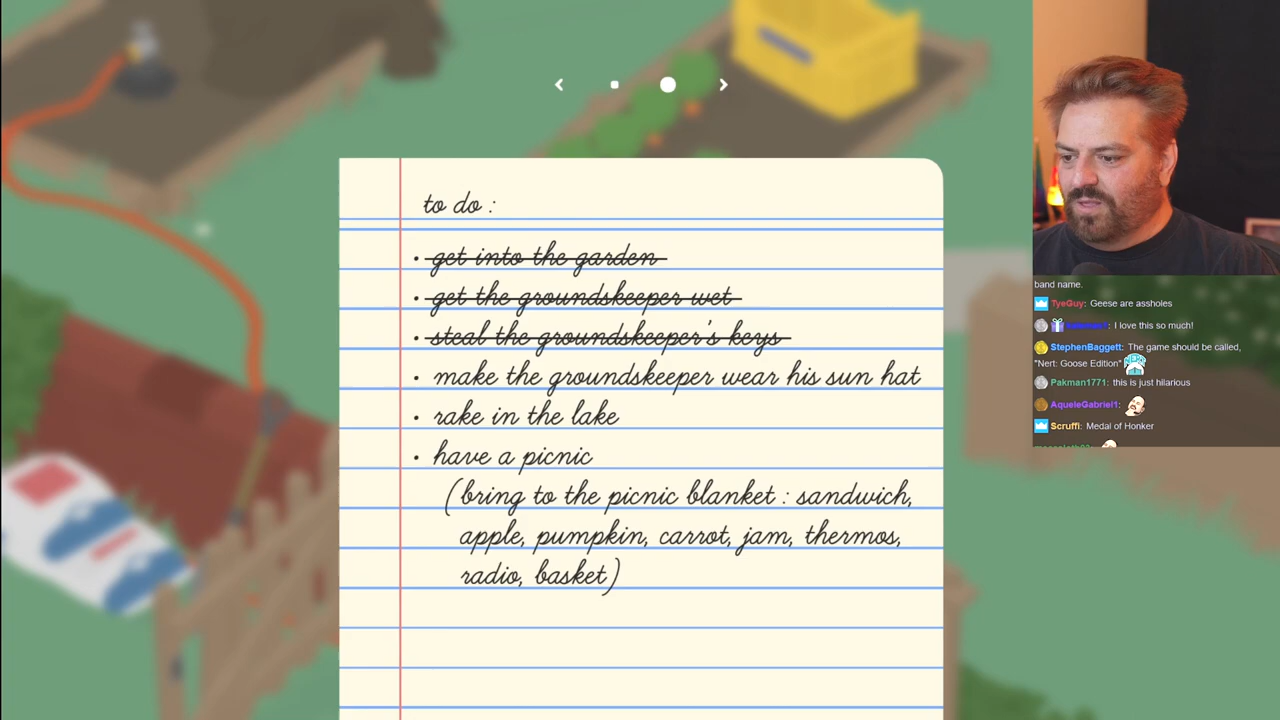 to do :
• get into the garden
• get the groundskeeper wet
• steal the groundskeeper's keys
• make the groundskeeper wear his sun hat
• rake in the lake
• have a picnic
(bring to the picnic blanket : sandwich,
apple, pumpkin, carrot, jam, thermos,
radio, basket)
band name.
TyeGuy: Geese are assholes
: I love this so much!
StephenBaggett: The game should be called,
"Nert: Goose Edition"
Pakman1771: this is just hilarious
AqueleGabriel1:
Scruffi: Medal of Honker